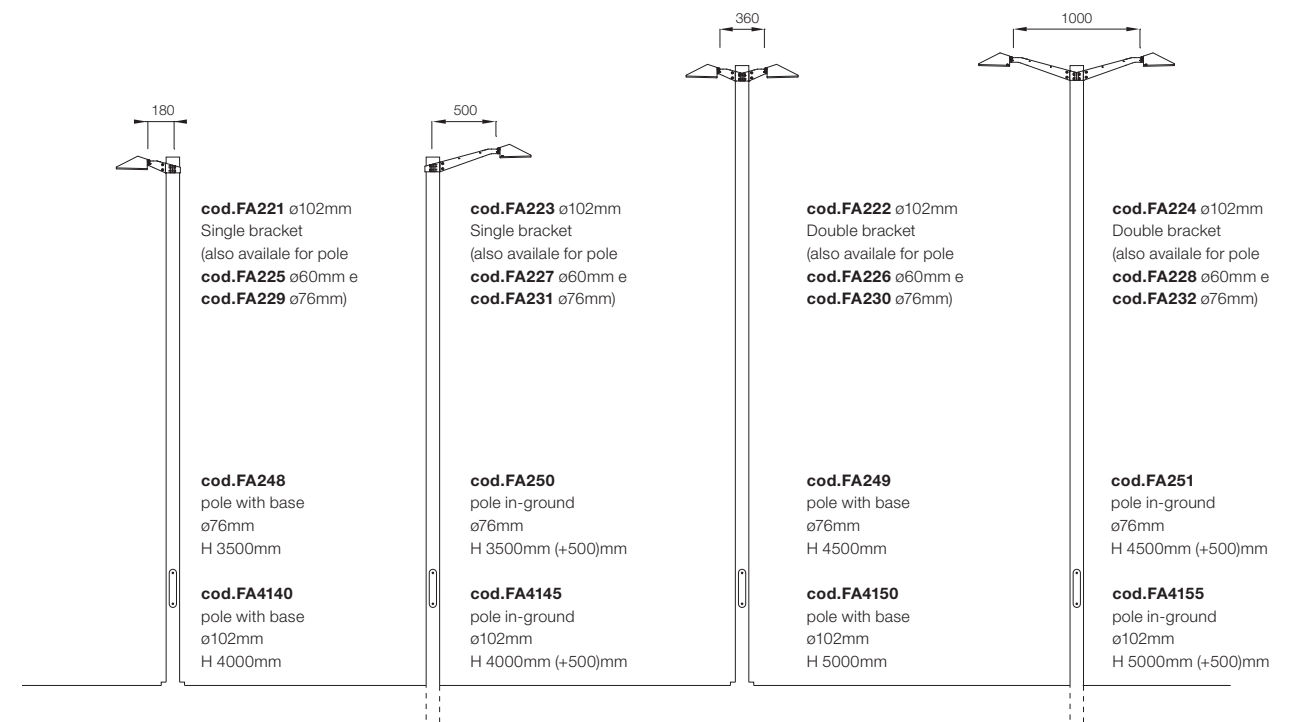 360
1000
180
500
cod.FA221 ø102mm
Single bracket
(also availale for pole
cod.FA225 ø60mm e
cod.FA229 ø76mm)
cod.FA223 ø102mm
Single bracket
(also availale for pole
cod.FA227 ø60mm e
cod.FA231 ø76mm)
cod.FA222 ø102mm
Double bracket
(also availale for pole
cod.FA226 ø60mm e
cod.FA230 ø76mm)
cod.FA224 ø102mm
Double bracket
(also availale for pole
cod.FA228 ø60mm e
cod.FA232 ø76mm)
cod.FA248
pole with base
ø76mm
H 3500mm
cod.FA250
pole in-ground
ø76mm
H 3500mm (+500)mm
cod.FA249
pole with base
ø76mm
H 4500mm
cod.FA251
pole in-ground
ø76mm
H 4500mm (+500)mm
cod.FA4140
pole with base
ø102mm
H 4000mm
cod.FA4145
pole in-ground
ø102mm
H 4000mm (+500)mm
cod.FA4150
pole with base
ø102mm
H 5000mm
cod.FA4155
pole in-ground
ø102mm
H 5000mm (+500)mm